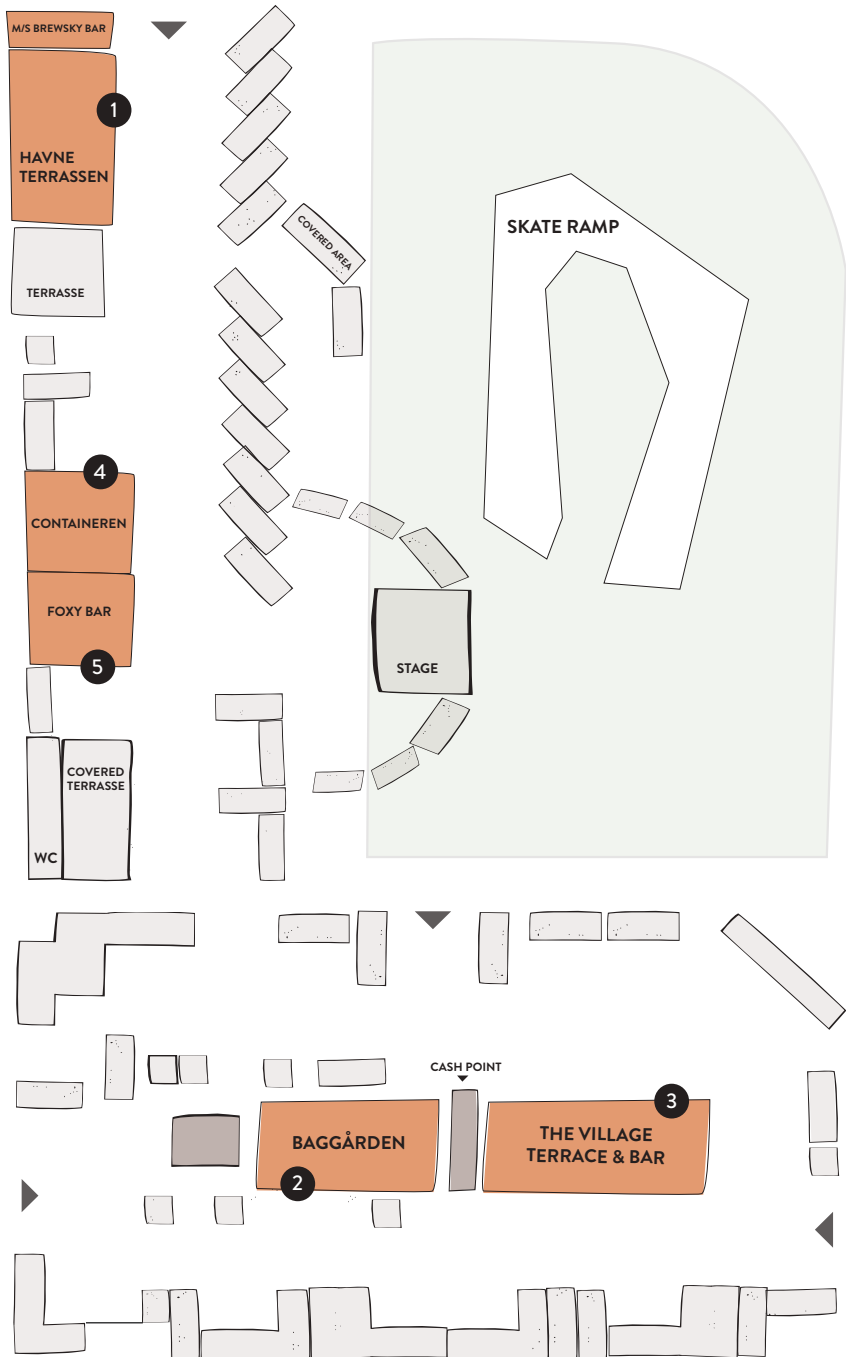 M/S BREWSKY BAR
1
HAVNE
TERRASSEN
COVERED AREA
SKATE RAMP
TERRASSE
4
CONTAINEREN
FOXY BAR
5
STAGE
COVERED
TERRASSE
WC
CASH POINT
3
BAGGÅRDEN
THE VILLAGE
TERRACE & BAR
2